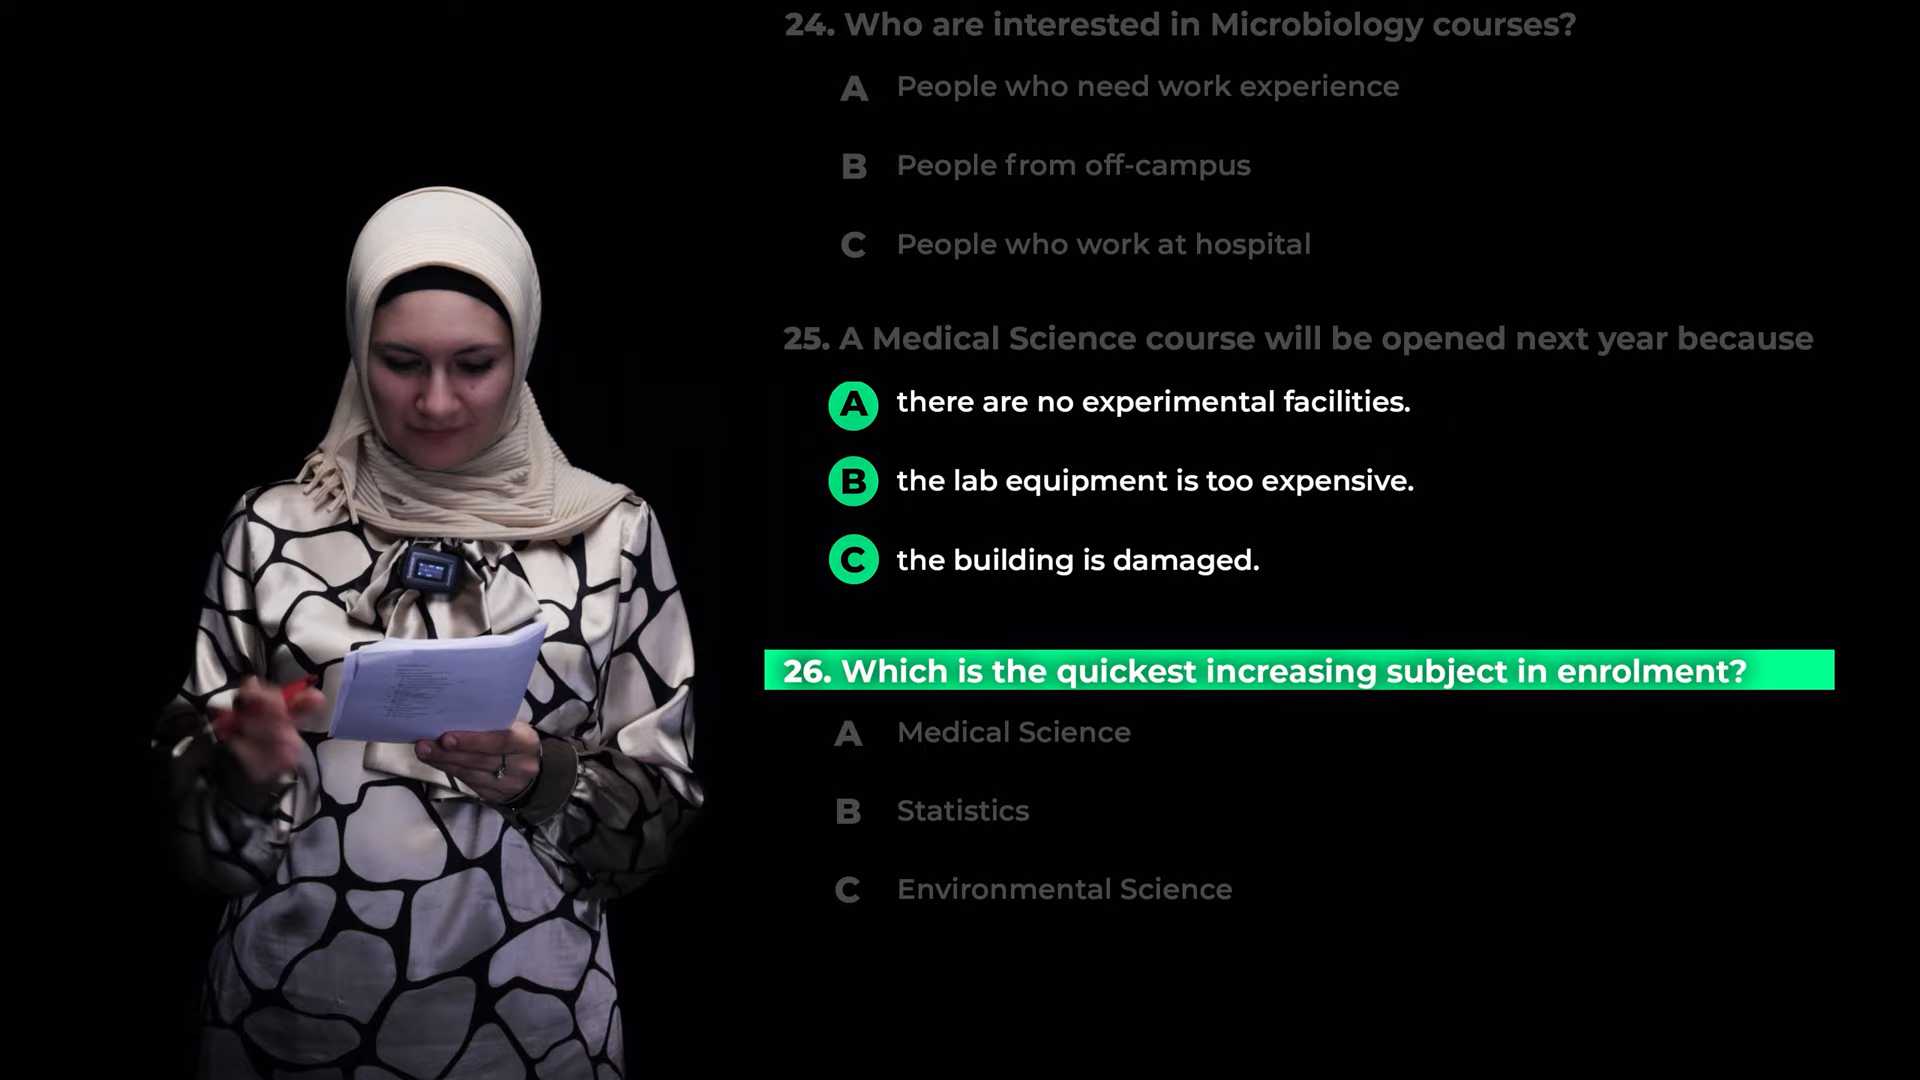 24. Who are interested in Microbiology courses?
A People who need work experience
B People from off-campus
C People who work at hospital
25. A Medical Science course will be opened next year because
A there are no experimental facilities.
B the lab equipment is too expensive.
C the building is damaged.
26. Which is the quickest increasing subject in enrolment?
A Medical Science
B Statistics
C Environmental Science